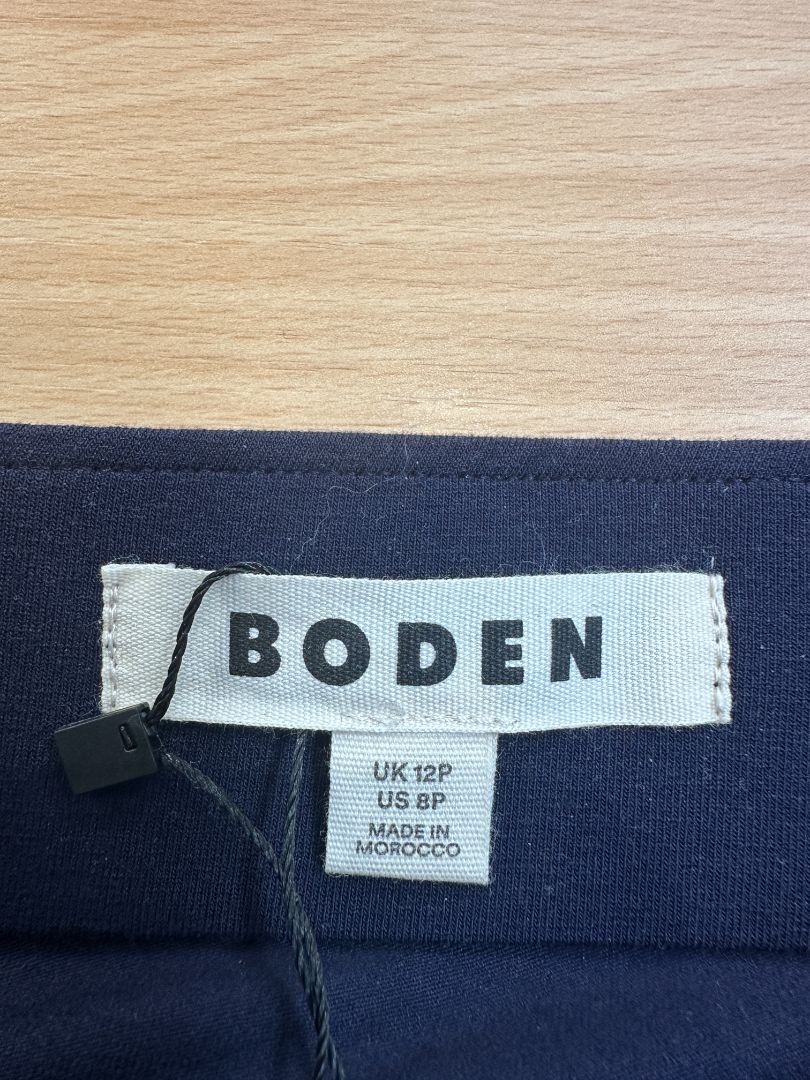 BODEN
UK 12P
US 8P
MADE IN
MOROCCO